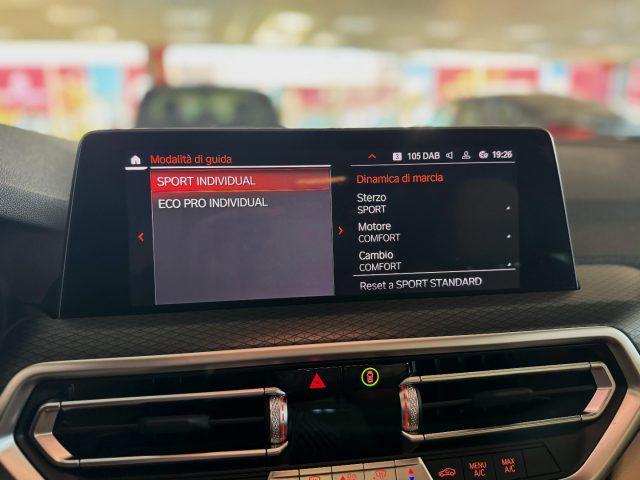 Modalità di guida
3 105 DAB 19:26
SPORT INDIVIDUAL
ECO PRO INDIVIDUAL
Dinamica di marcia
Sterzo
SPORT
Motore
COMFORT
Cambio
COMFORT
Reset a SPORT STANDARD
MENU
A/C
MAX
A/C